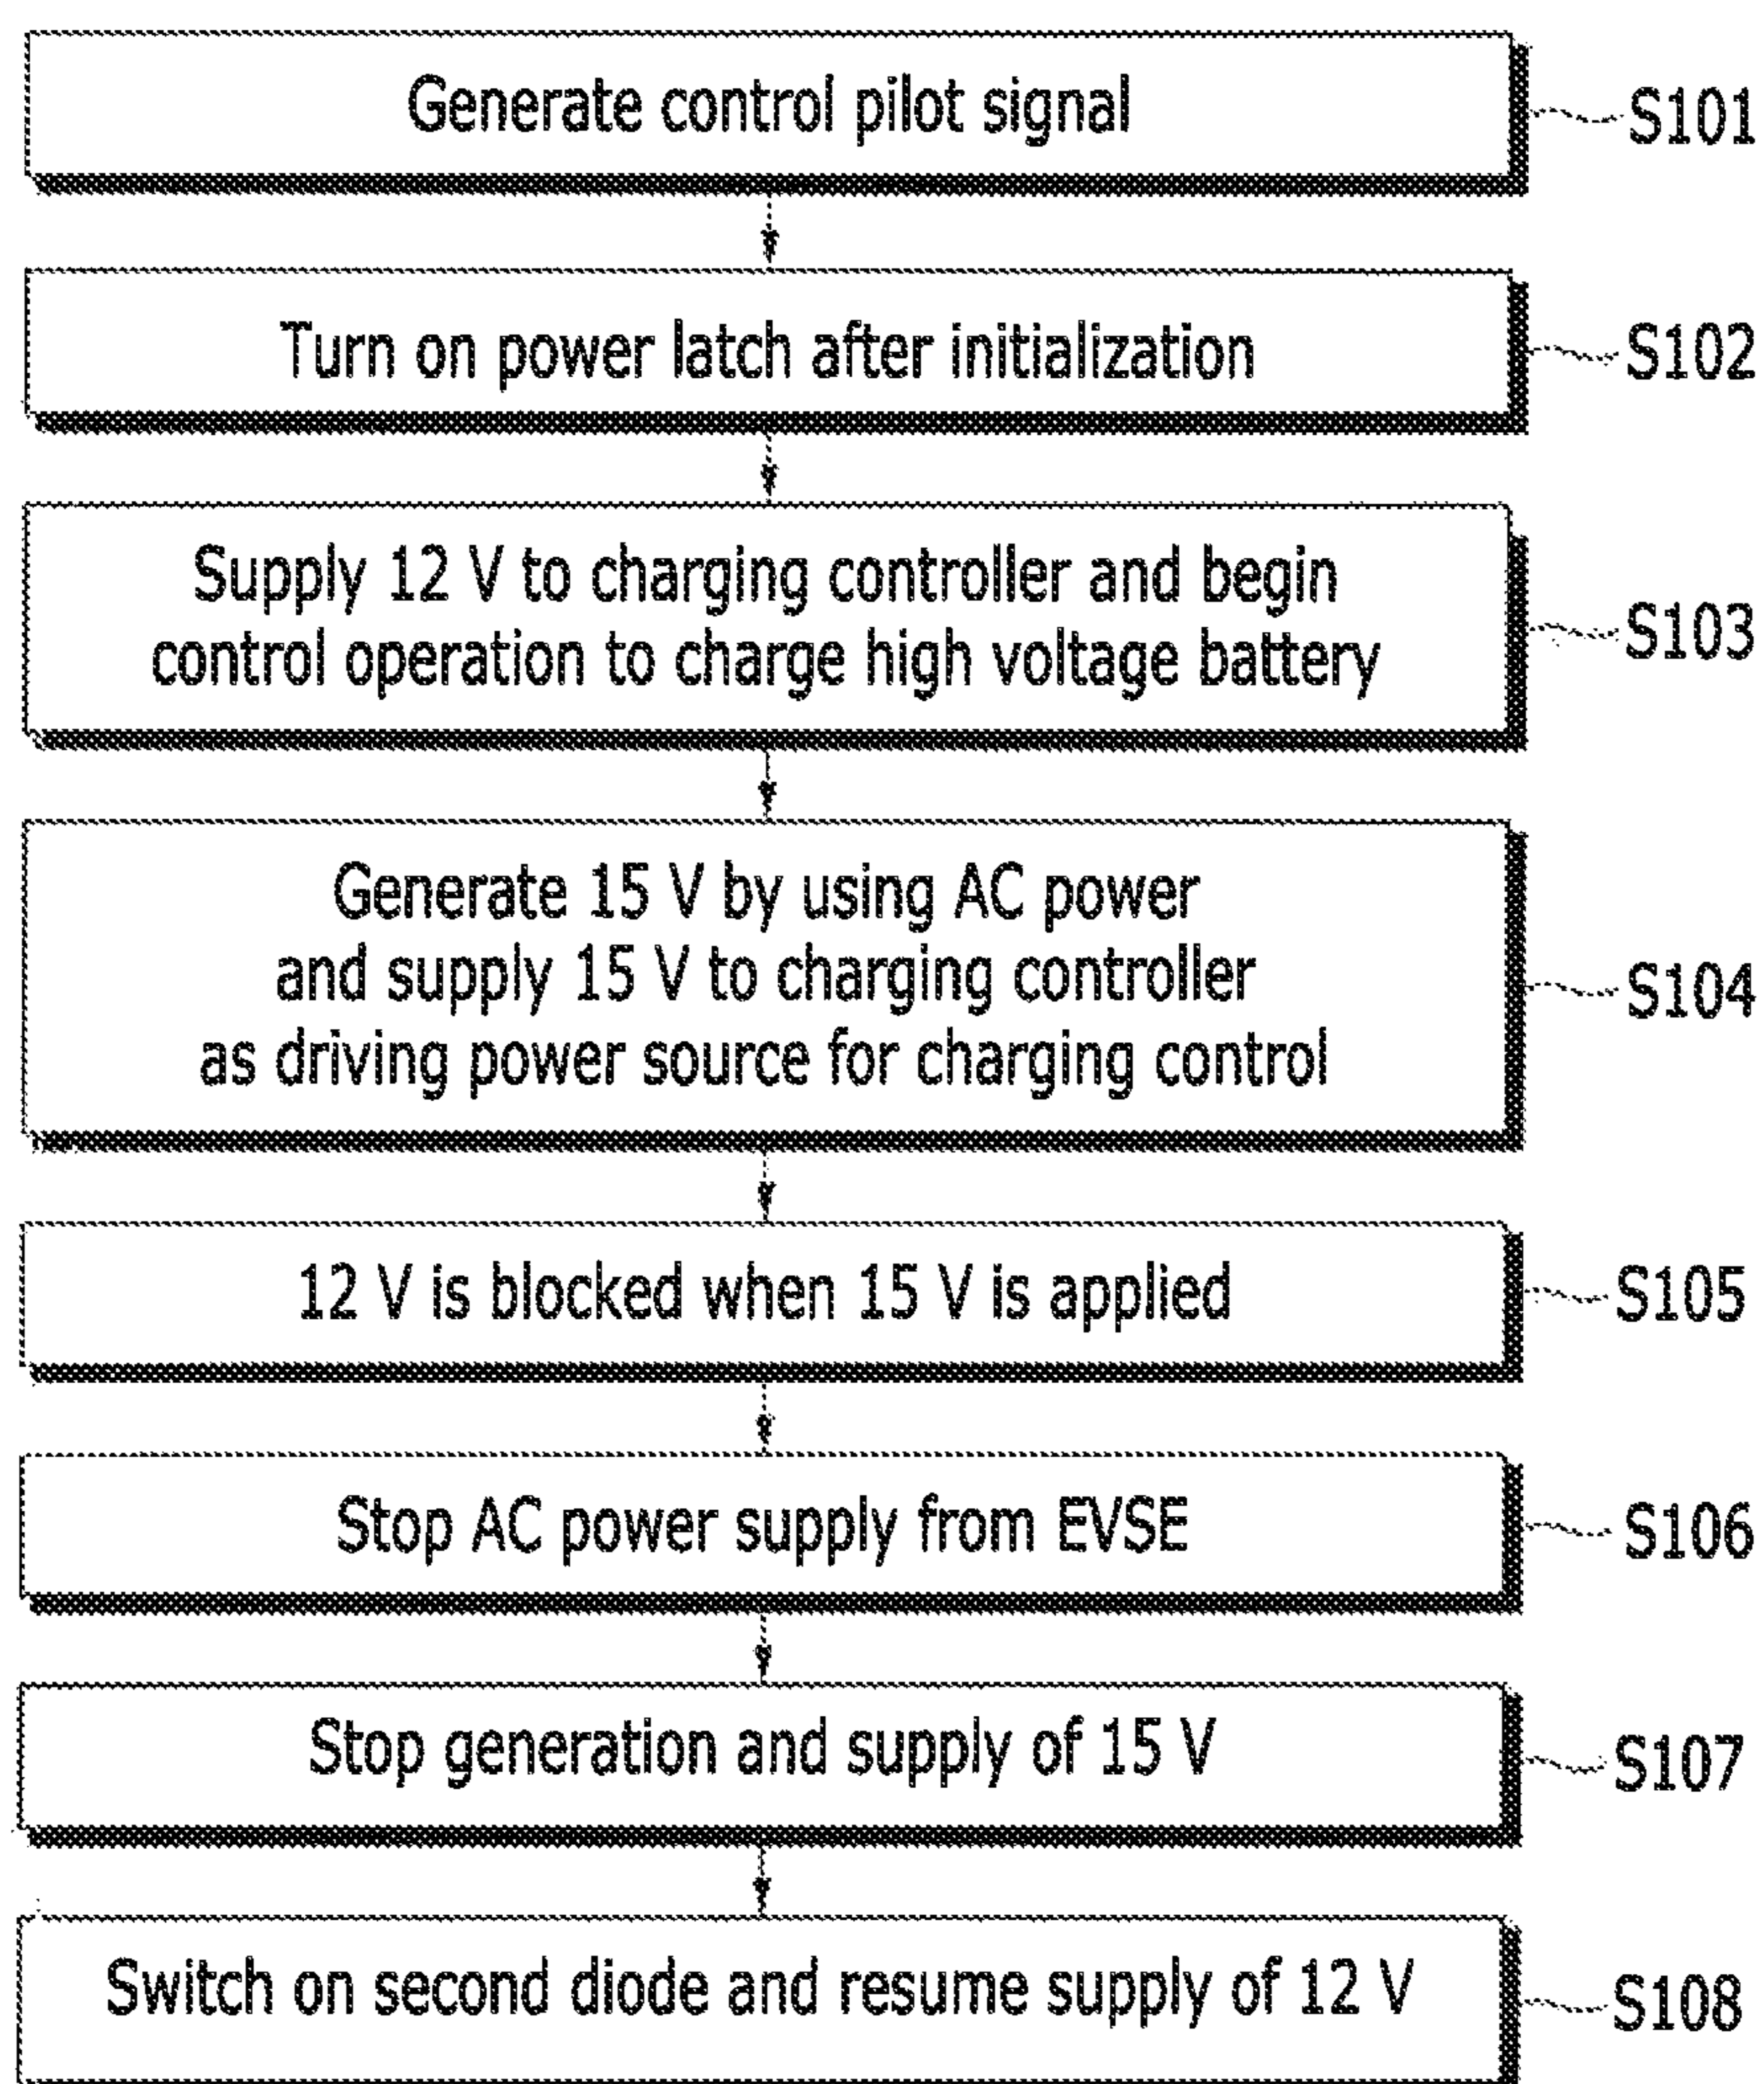 Generate control pilot signal
S101
Turn on power latch after initialization
S102
Supply 12 V to charging controller and begin
control operation to charge high voltage battery
S103
Generate 15 V by using AC power
and supply 15 V to charging controller
as driving power source for charging control
S104
12 V is blocked when 15 V is applied
S105
Stop AC power supply from EVSE
S106
Stop generation and supply of 15 V
S107
Switch on second diode and resume supply of 12 V
S108